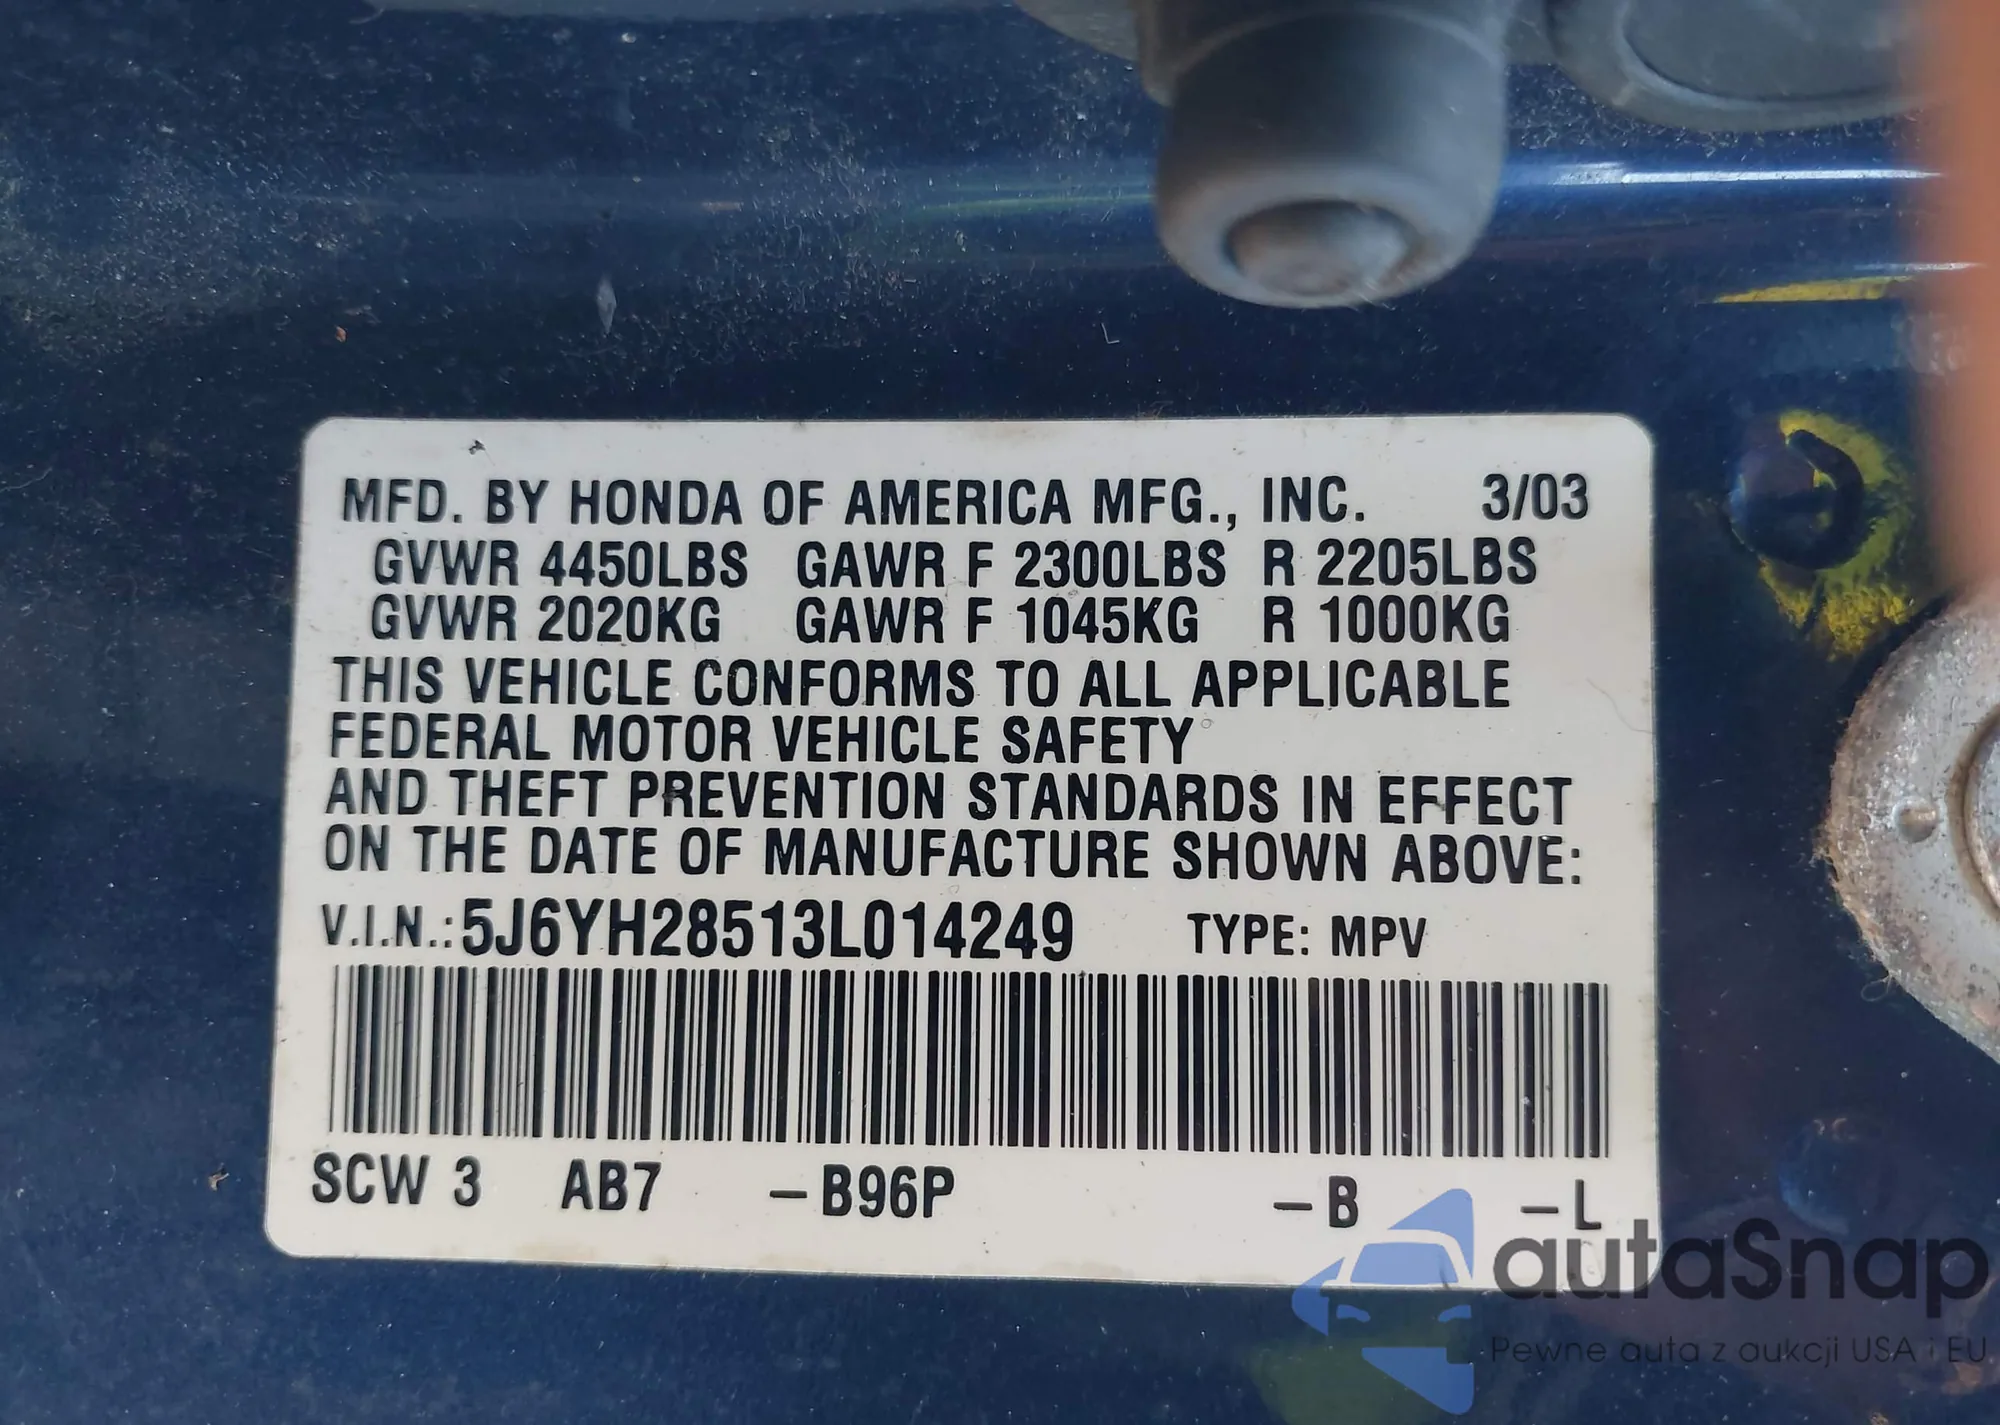 MFD. BY HONDA OF AMERICA MFG., INC. 3/03
GVWR 4450LBS GAWR F 2300LBS R 2205LBS
GVWR 2020KG GAWR F 1045KG R 1000KG
THIS VEHICLE CONFORMS TO ALL APPLICABLE
FEDERAL MOTOR VEHICLE SAFETY
AND THEFT PREVENTION STANDARDS IN EFFECT
ON THE DATE OF MANUFACTURE SHOWN ABOVE:
V.I.N.: 5J6YH28513L014249 TYPE: MPV
SCW 3 AB7 –B96P –B –L
autaSnap
Pewne auta z aukcji USA i EU